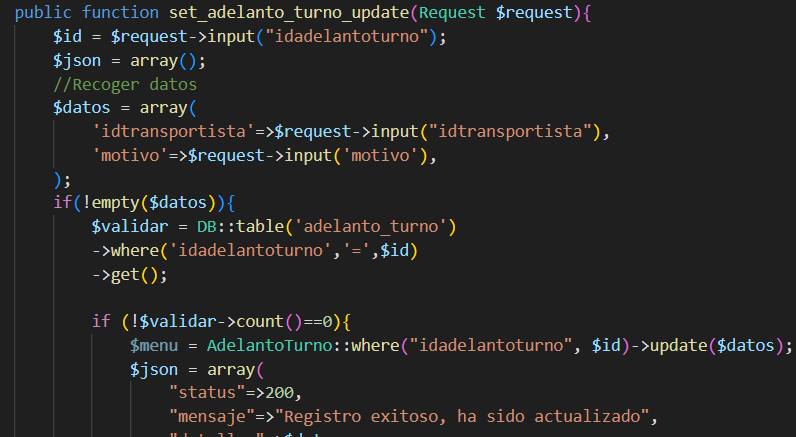 public function set_adelanto_turno_update(Request $request){
$id = $request->input("idadelantoturno");
$json = array();
//Recoger datos
$datos = array(
'idtransportista'=>$request->input("idtransportista"),
'motivo'=>$request->input('motivo'),
);
if(!empty($datos)){
$validar = DB::table('adelanto_turno')
->where('idadelantoturno','=',$id)
->get();
if (!$validar->count()==0){
$menu = AdelantoTurno::where("idadelantoturno", $id)->update($datos);
$json = array(
"status"=>200,
"mensaje"=>"Registro exitoso, ha sido actualizado",